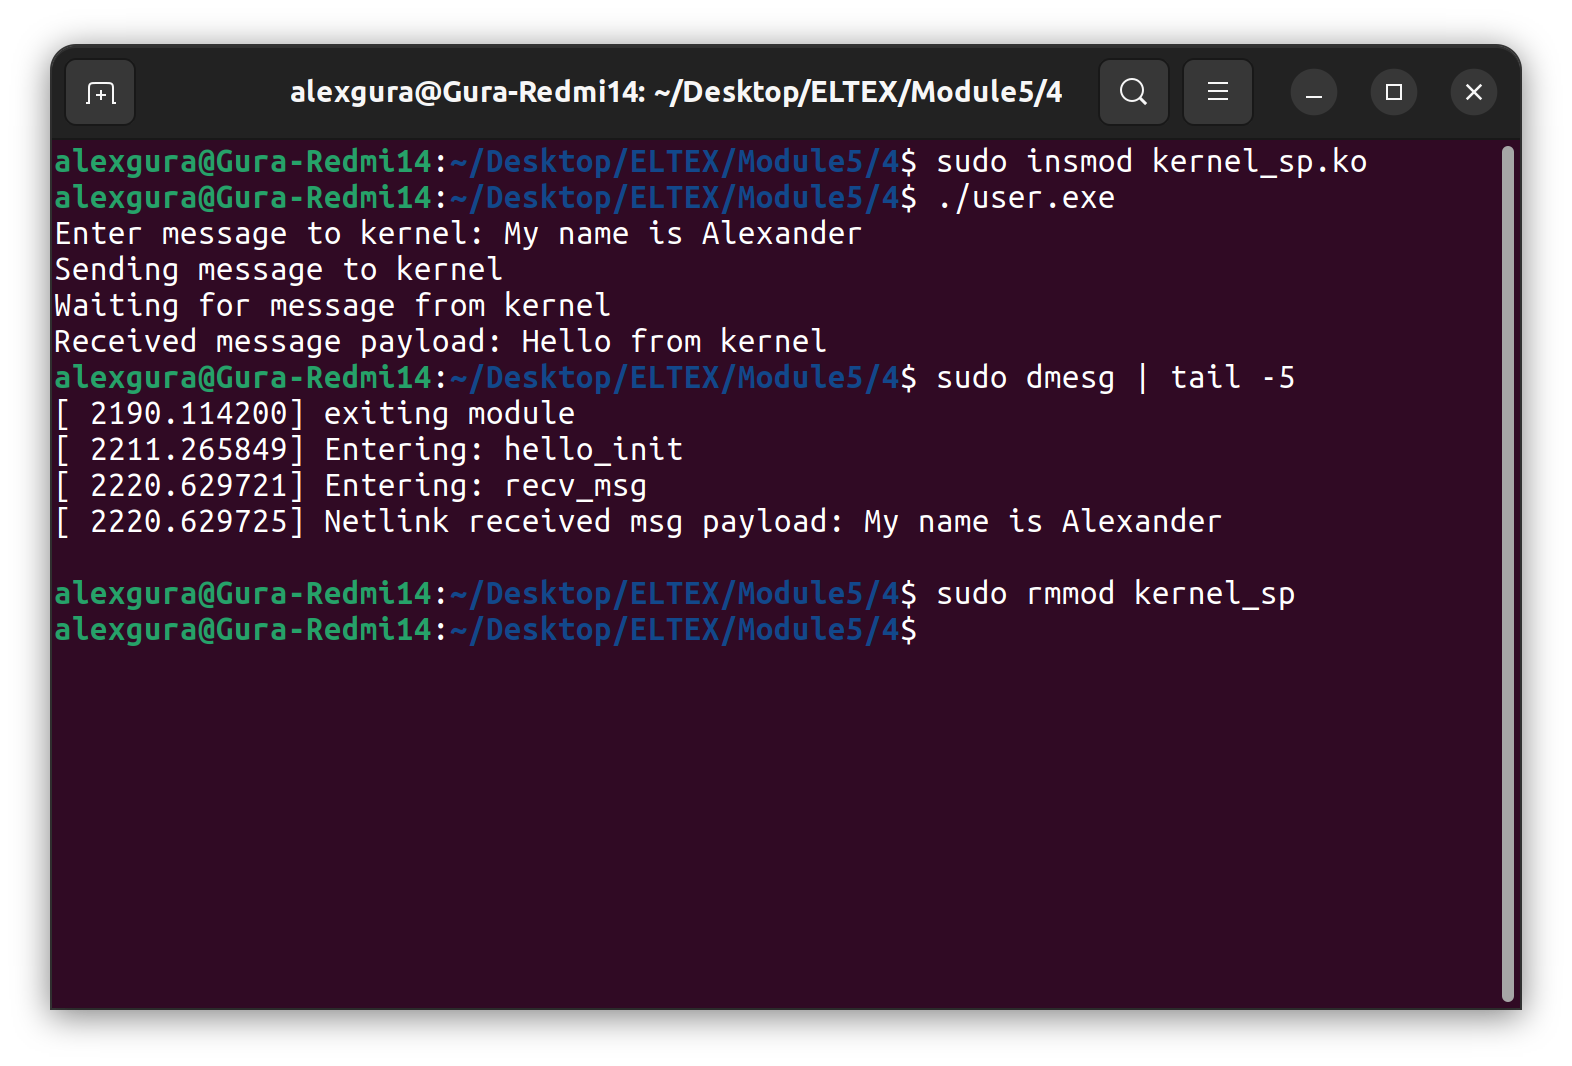 alexgura@Gura-Redmi14: ~/Desktop/ELTEX/Module5/4
alexgura@Gura-Redmi14:~/Desktop/ELTEX/Module5/4$ sudo insmod kernel_sp.ko
alexgura@Gura-Redmi14:~/Desktop/ELTEX/Module5/4$ ./user.exe
Enter message to kernel: My name is Alexander
Sending message to kernel
Waiting for message from kernel
Received message payload: Hello from kernel
alexgura@Gura-Redmi14:~/Desktop/ELTEX/Module5/4$ sudo dmesg | tail -5
[ 2190.114200] exiting module
[ 2211.265849] Entering: hello_init
[ 2220.629721] Entering: recv_msg
[ 2220.629725] Netlink received msg payload: My name is Alexander
alexgura@Gura-Redmi14:~/Desktop/ELTEX/Module5/4$ sudo rmmod kernel_sp
alexgura@Gura-Redmi14:~/Desktop/ELTEX/Module5/4$